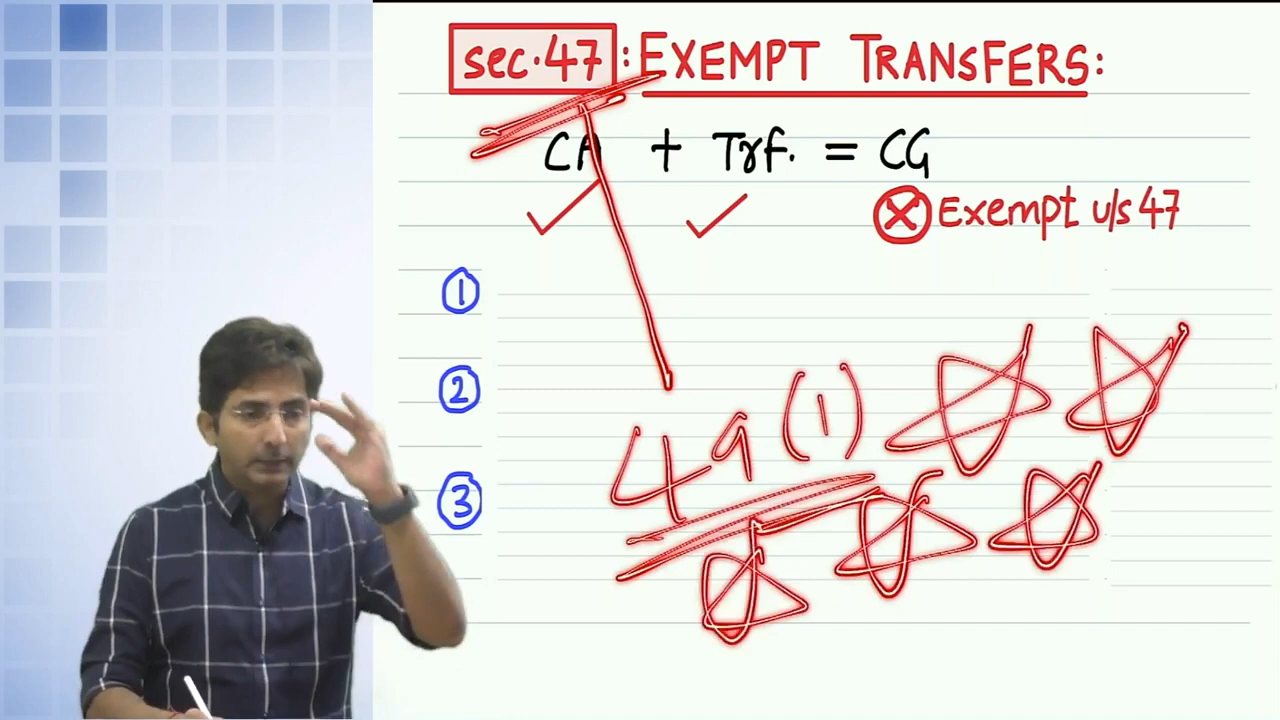 sec.47 : EXEMPT TRANSFERS:
CA + Trf. = CG
Exempt u/s 47
1
2
3
49(1)